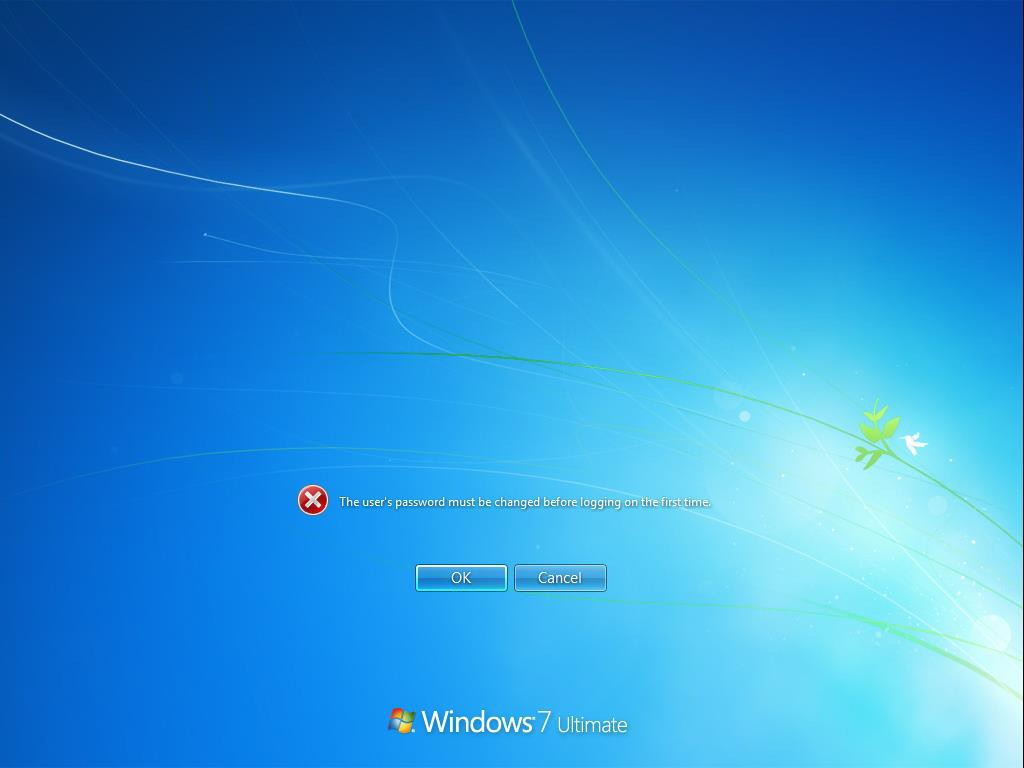 The user's password must be changed before logging on the first time.
OK Cancel
Windows 7 Ultimate